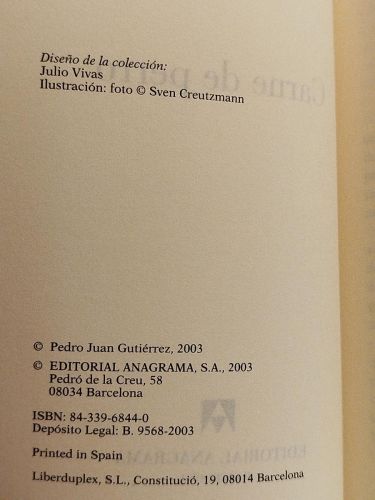 Diseño de la colección:
Julio Vivas
Ilustración: foto © Sven Creutzmann
© Pedro Juan Gutiérrez, 2003
© EDITORIAL ANAGRAMA, S.A., 2003
Pedró de la Creu, 58
08034 Barcelona
ISBN: 84-339-6844-0
Depósito Legal: B. 9568-2003
Printed in Spain
Liberduplex, S.L., Constitució, 19, 08014 Barcelona